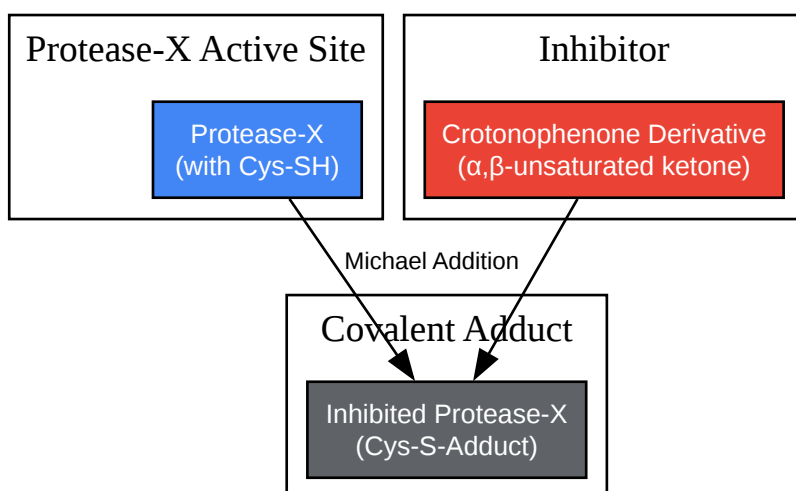 Protease-X Active Site
Inhibitor
Protease-X
(with Cys-SH)
Crotonophenone Derivative
(α,β-unsaturated ketone)
Michael Addition
Covalent Adduct
Inhibited Protease-X
(Cys-S-Adduct)